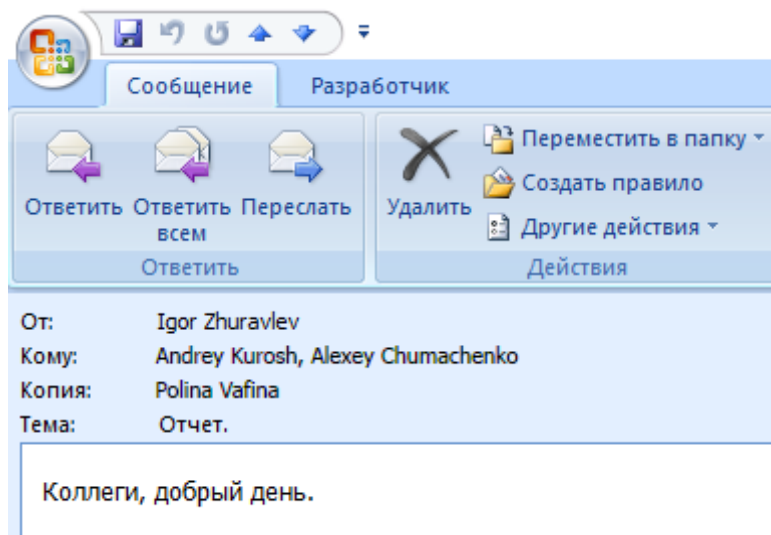 Сообщение Разработчик
Ответить Ответить всем Переслать
Удалить
Переместить в папку
Создать правило
Другие действия
Ответить Действия
От: Igor Zhuravlev
Кому: Andrey Kurosh, Alexey Chumachenko
Копия: Polina Vafina
Тема: Отчет.
Коллеги, добрый день.